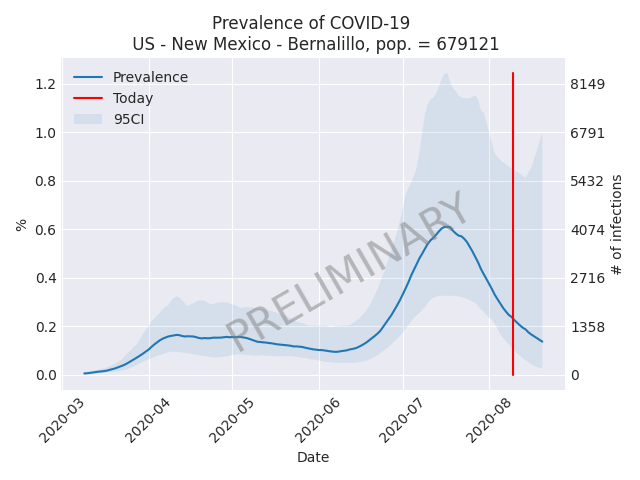 Prevalence of COVID-19
US - New Mexico - Bernalillo, pop. = 679121
Prevalence
Today
95CI
1.2
1.0
0.8
0.6
0.4
0.2
0.0
%
8149
6791
5432
4074
2716
1358
0
# of infections
PRELIMINARY
2020-03
2020-04
2020-05
2020-06
2020-07
2020-08
Date